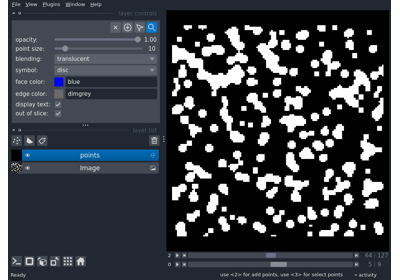 File View Plugins Window Help
layer controls
opacity: 1.00
point size: 10
blending: translucent
symbol: disc
face color: blue
edge color: dimgrey
display text:
out of slice:
layer list
points
Image
2 64 127
0 5 9
Ready use <2> for add points, use <3> for select points activity